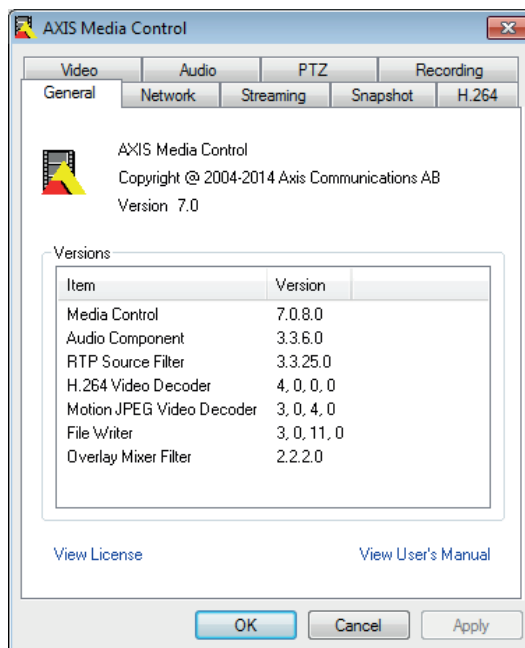 AXIS Media Control
Video Audio PTZ Recording
General Network Streaming Snapshot H.264
AXIS Media Control
Copyright @ 2004-2014 Axis Communications AB
Version 7.0
Versions
Item Version
Media Control 7.0.8.0
Audio Component 3.3.6.0
RTP Source Filter 3.3.25.0
H.264 Video Decoder 4, 0, 0, 0
Motion JPEG Video Decoder 3, 0, 4, 0
File Writer 3, 0, 11, 0
Overlay Mixer Filter 2.2.2.0
View License View User's Manual
OK Cancel Apply